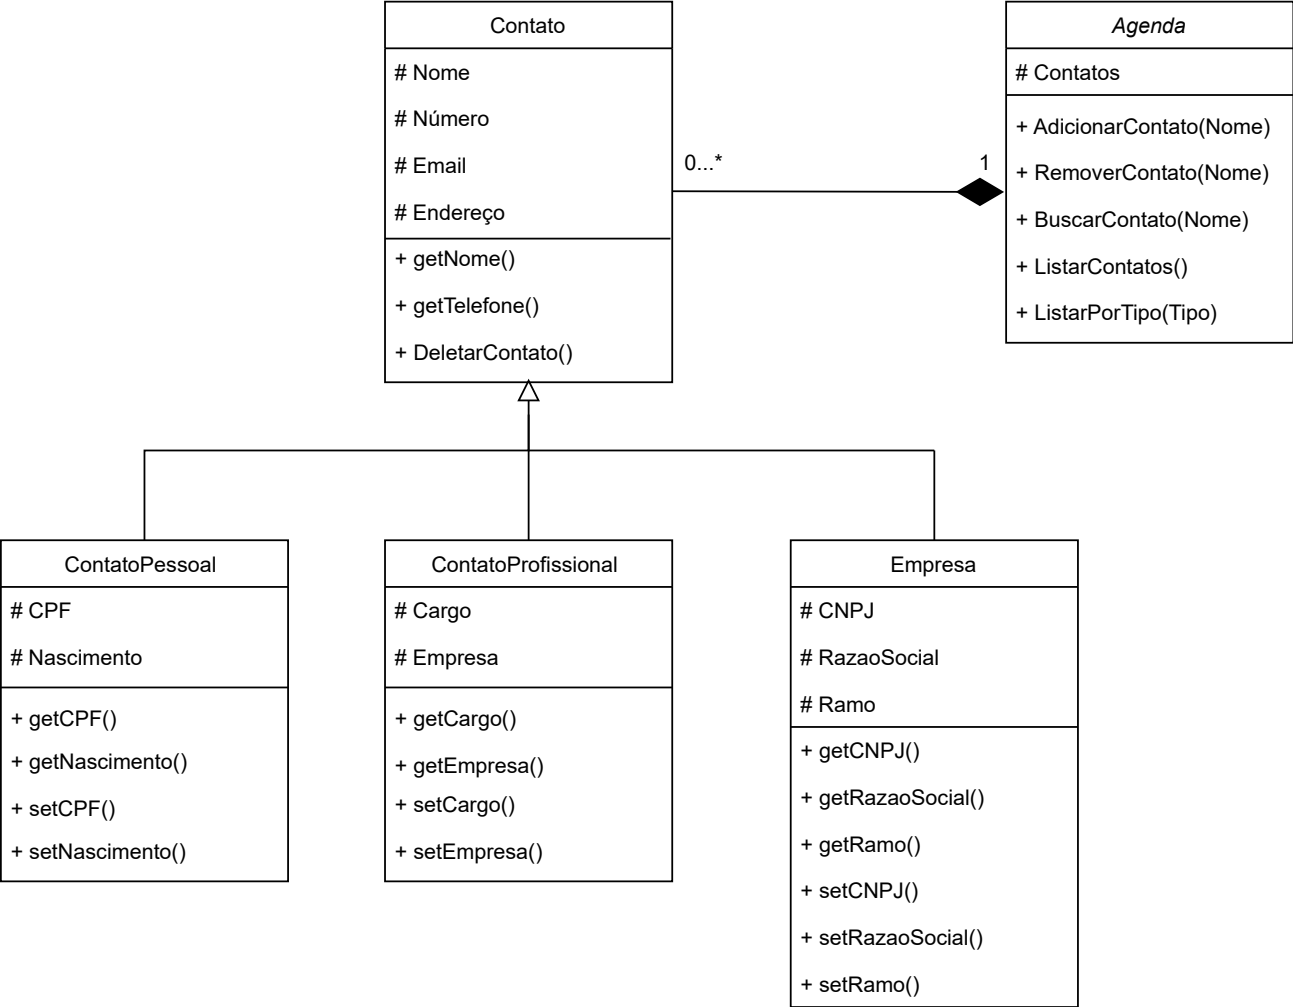 Contato
# Nome
# Número
# Email
# Endereço
+ getNome()
+ getTelefone()
+ DeletarContato()
0...*
1
Agenda
# Contatos
+ AdicionarContato(Nome)
+ RemoverContato(Nome)
+ BuscarContato(Nome)
+ ListarContatos()
+ ListarPorTipo(Tipo)
ContatoPessoal
# CPF
# Nascimento
+ getCPF()
+ getNascimento()
+ setCPF()
+ setNascimento()
ContatoProfissional
# Cargo
# Empresa
+ getCargo()
+ getEmpresa()
+ setCargo()
+ setEmpresa()
Empresa
# CNPJ
# RazaoSocial
# Ramo
+ getCNPJ()
+ getRazaoSocial()
+ getRamo()
+ setCNPJ()
+ setRazaoSocial()
+ setRamo()